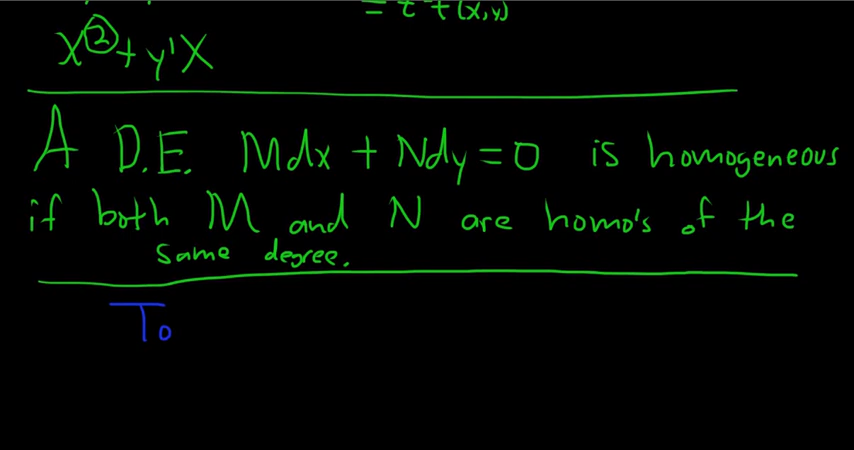 = t f(x,y)
x² + y'x
A D.E. Mdx + Ndy = 0 is homogeneous
if both M and N are homo's of the
same degree.
To